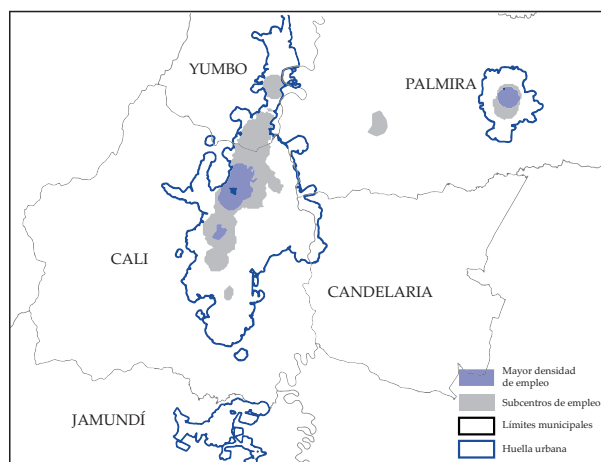 YUMBO
PALMIRA
CALI
CANDELARIA
JAMUNDÍ
Mayor densidad
de empleo
Subcentros de empleo
Límites municipales
Huella urbana